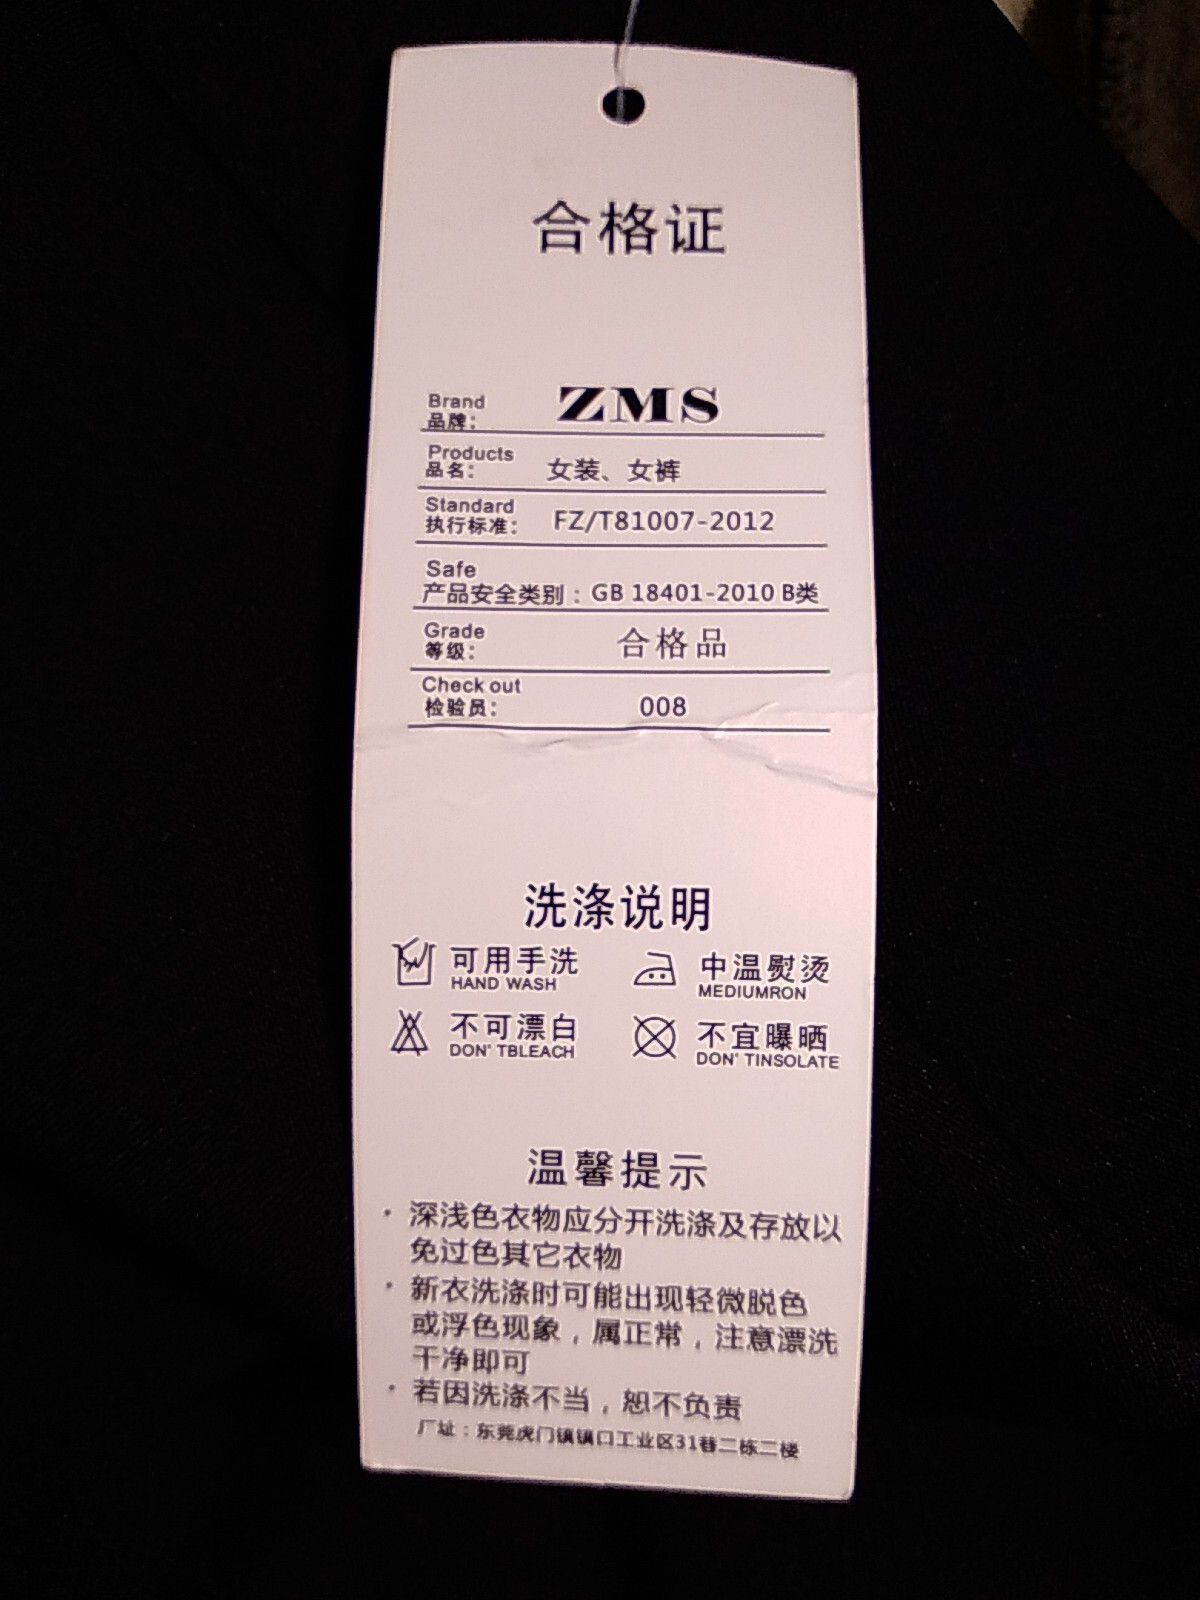 合格证
Brand
品牌： ZMS
Products
品名： 女装、女裤
Standard
执行标准： FZ/T81007-2012
Safe
产品安全类别：GB 18401-2010 B类
Grade
等级： 合格品
Check out
检验员： 008
洗涤说明
可用手洗 中温熨烫
HAND WASH MEDIUMRON
不可漂白 不宜曝晒
DON' TBLEACH DON' TINSOLATE
温馨提示
· 深浅色衣物应分开洗涤及存放以
免过色其它衣物
· 新衣洗涤时可能出现轻微脱色
或浮色现象，属正常，注意漂洗
干净即可
· 若因洗涤不当，恕不负责
厂址：东莞虎门镇镇口工业区31巷二栋二楼